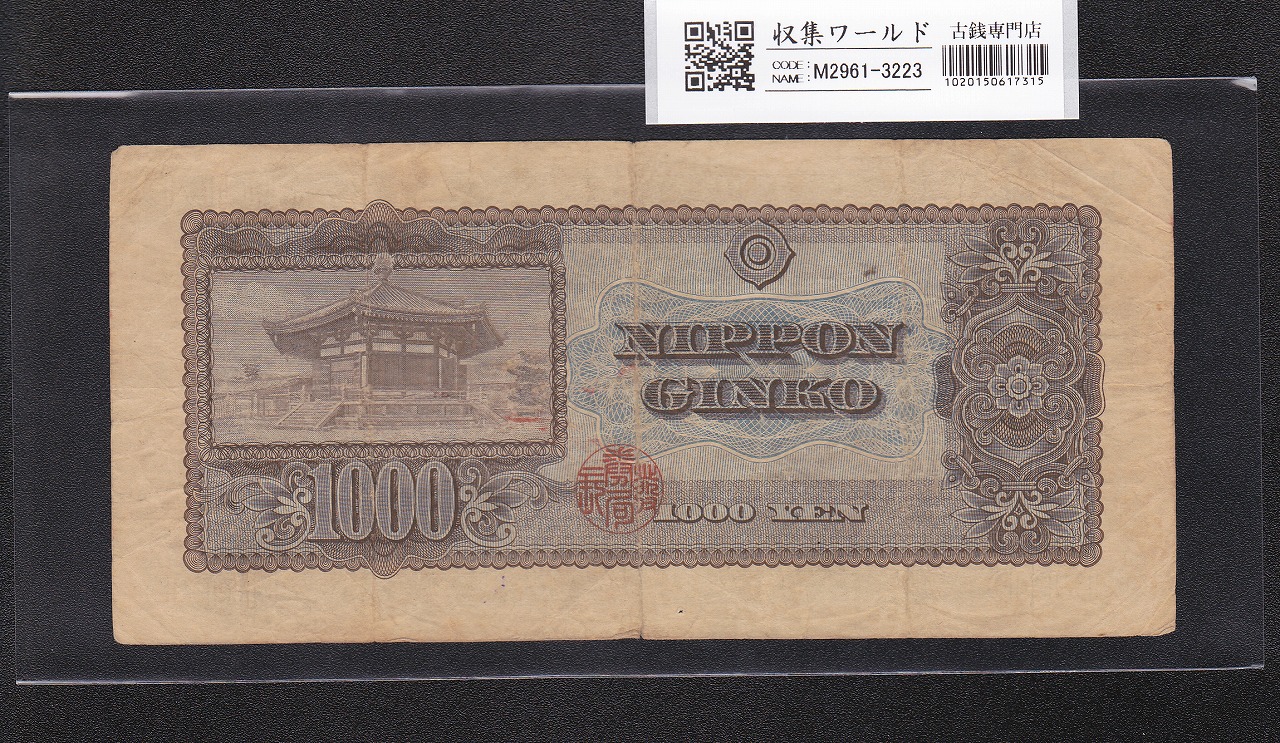 収集ワールド 古銭専門店
CODE:
NAME: M2961-3223
1020150617315
NIPPON
GINKO
1000
1000 YEN